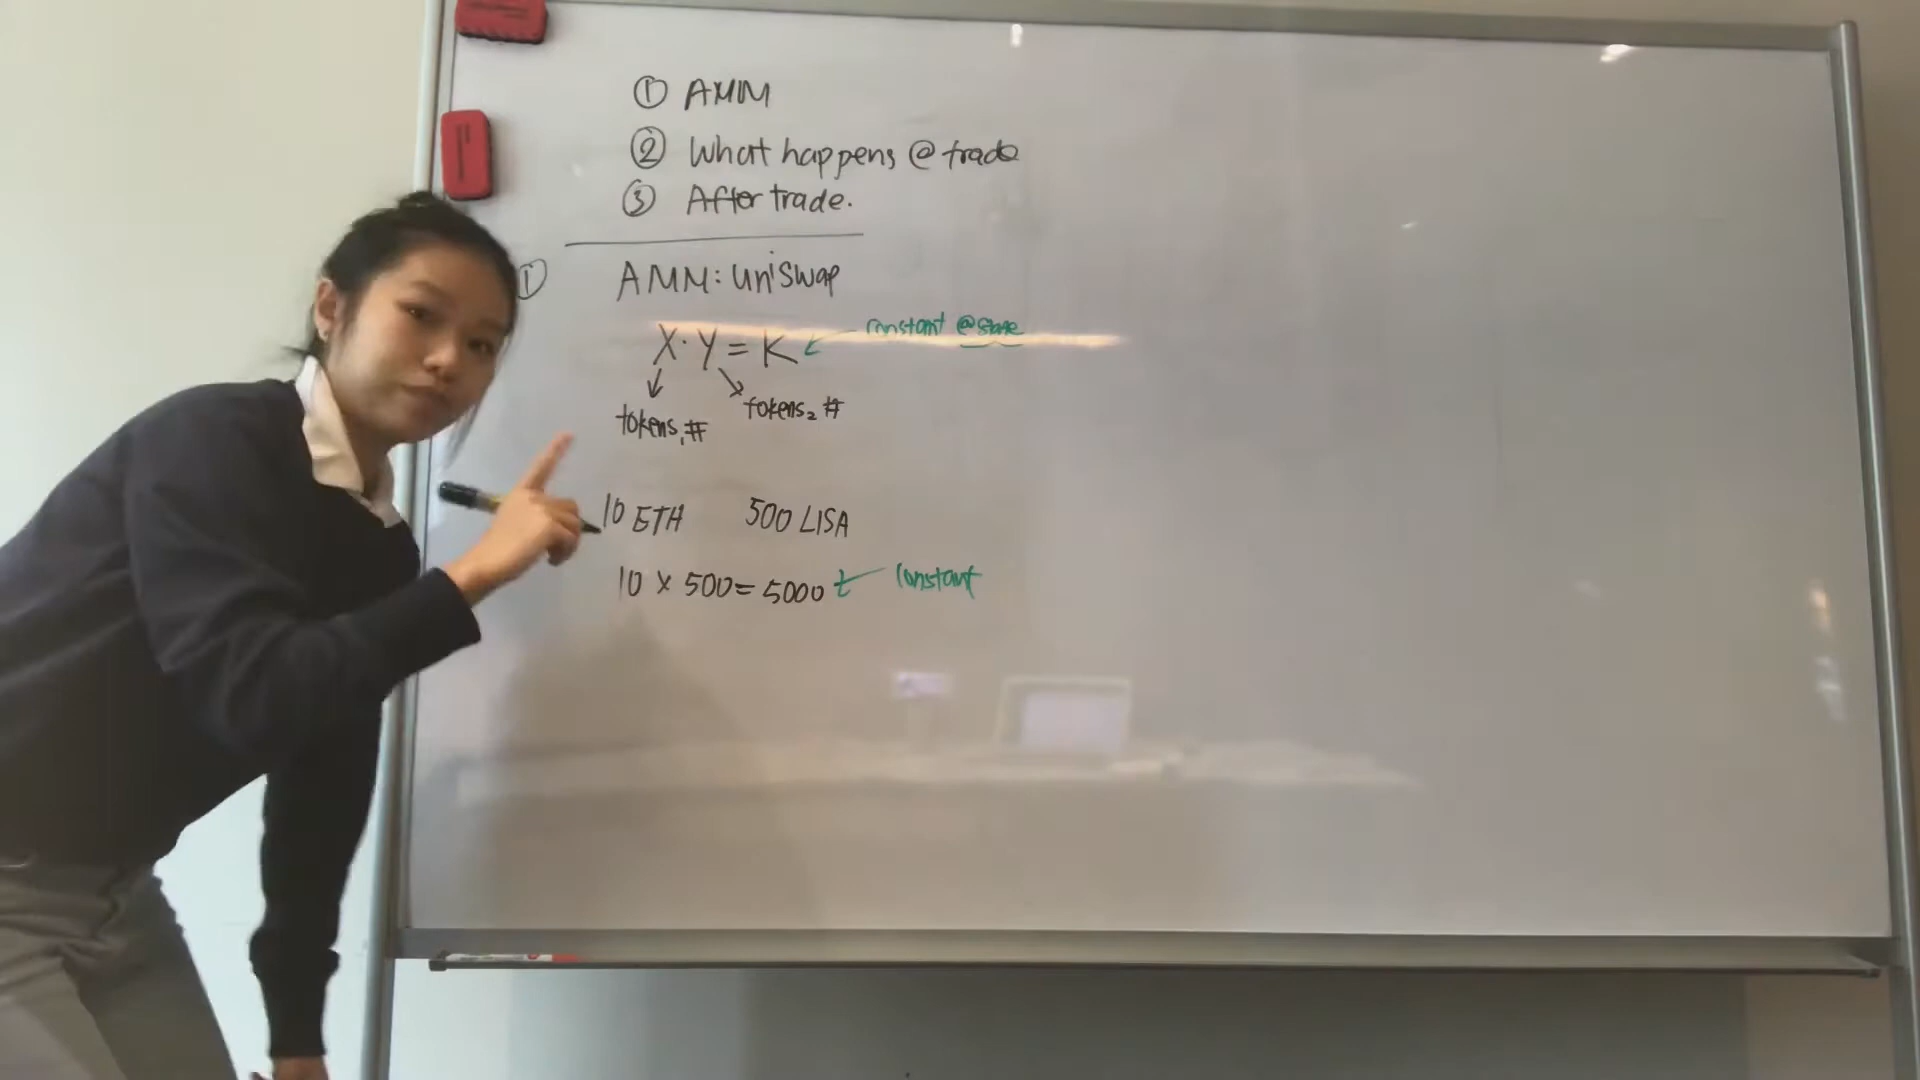 ① AMM
② What happens @ trade
③ After trade.
① AMM: Uniswap
constant @
X · Y = K
tokens₁ # tokens₂ #
10 ETH 500 LISA
10 x 500 = 5000 constant